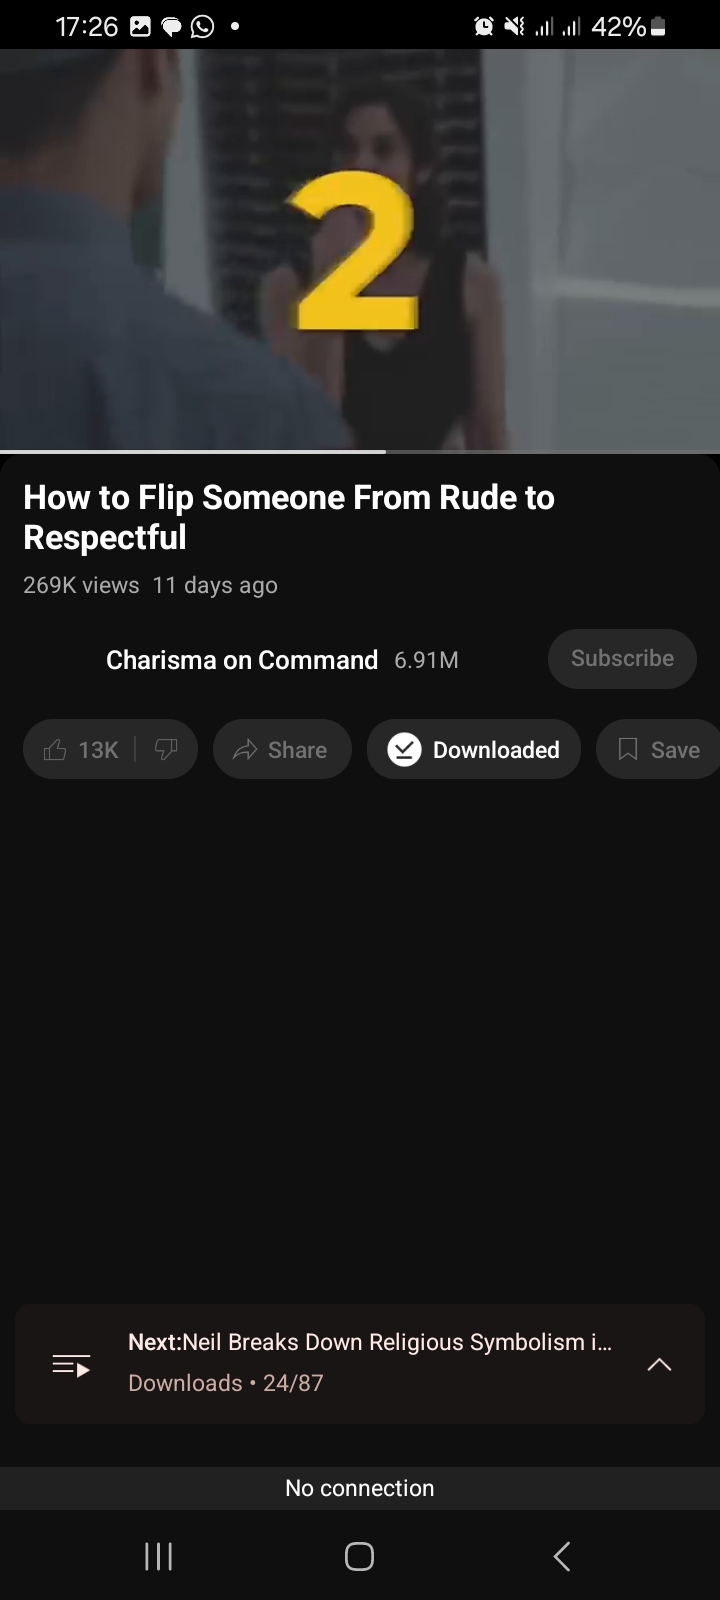 17:26 42%
2
How to Flip Someone From Rude to
Respectful
269K views 11 days ago
Charisma on Command 6.91M Subscribe
13K Share Downloaded Save
Next:Neil Breaks Down Religious Symbolism i...
Downloads • 24/87
No connection